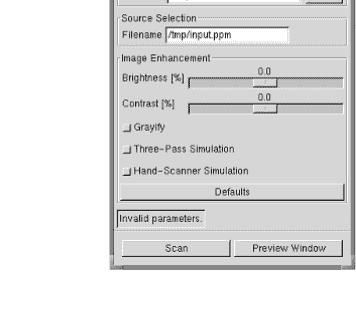 Source Selection
Filename /tmp/input.ppm
Image Enhancement
0.0
Brightness [%]
0.0
Contrast [%]
Grayify
Three-Pass Simulation
Hand-Scanner Simulation
Defaults
Invalid parameters.
Scan Preview Window